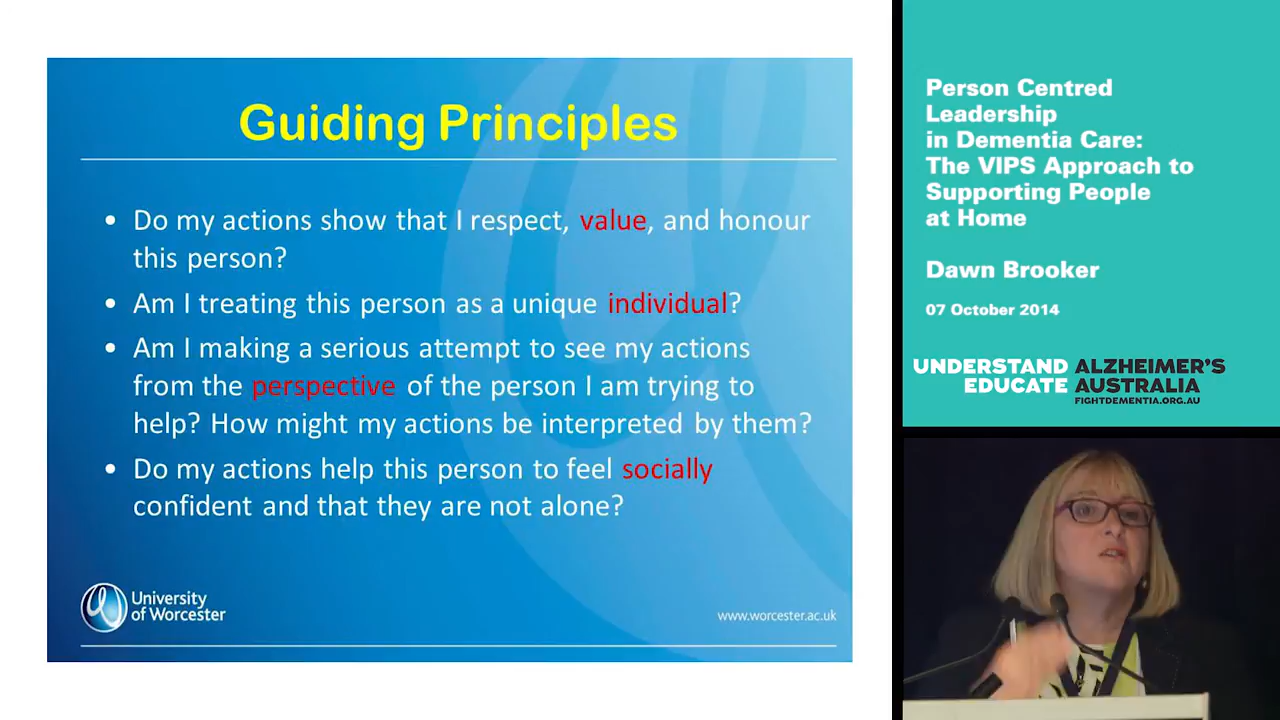 Guiding Principles
• Do my actions show that I respect, value, and honour
this person?
• Am I treating this person as a unique individual?
• Am I making a serious attempt to see my actions
from the perspective of the person I am trying to
help? How might my actions be interpreted by them?
• Do my actions help this person to feel socially
confident and that they are not alone?
University
of Worcester
www.worcester.ac.uk
Person Centred
Leadership
in Dementia Care:
The VIPS Approach to
Supporting People
at Home
Dawn Brooker
07 October 2014
UNDERSTAND
EDUCATE
ALZHEIMER'S
AUSTRALIA
FIGHTDEMENTIA.ORG.AU